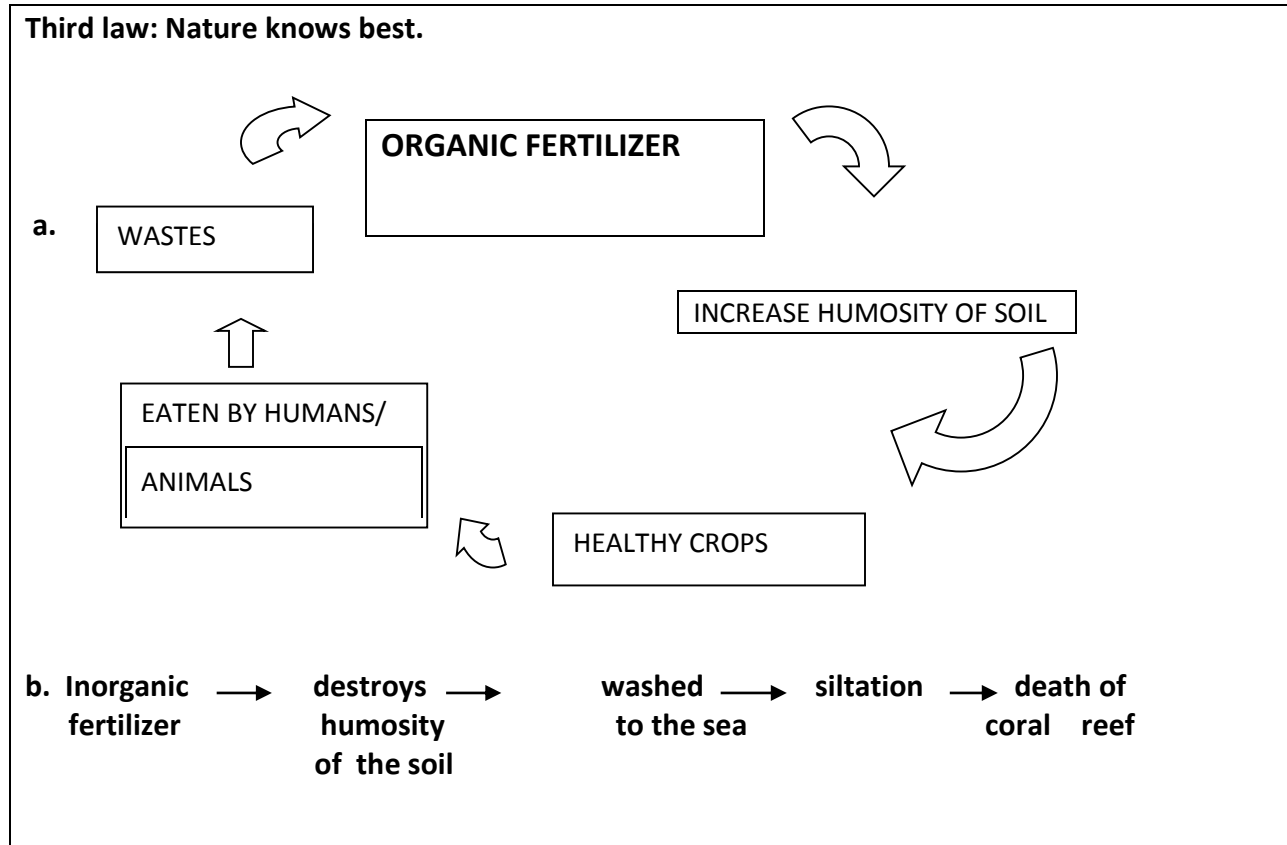 Third law: Nature knows best.
ORGANIC FERTILIZER
a.
WASTES
INCREASE HUMOSITY OF SOIL
EATEN BY HUMANS/
ANIMALS
HEALTHY CROPS
b. Inorganic fertilizer
destroys humosity of the soil
washed to the sea
siltation
death of coral reef